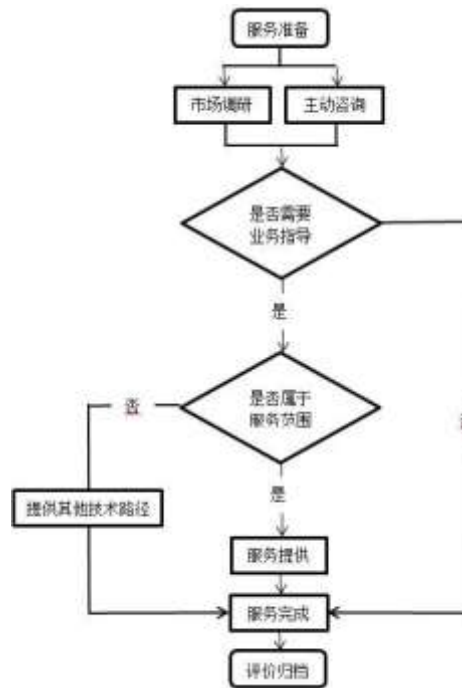 服务准备
市场调研
主动咨询
是否需要
业务指导
是
是否属于
服务范围
否
是
提供其他技术路径
服务提供
服务完成
评价归档